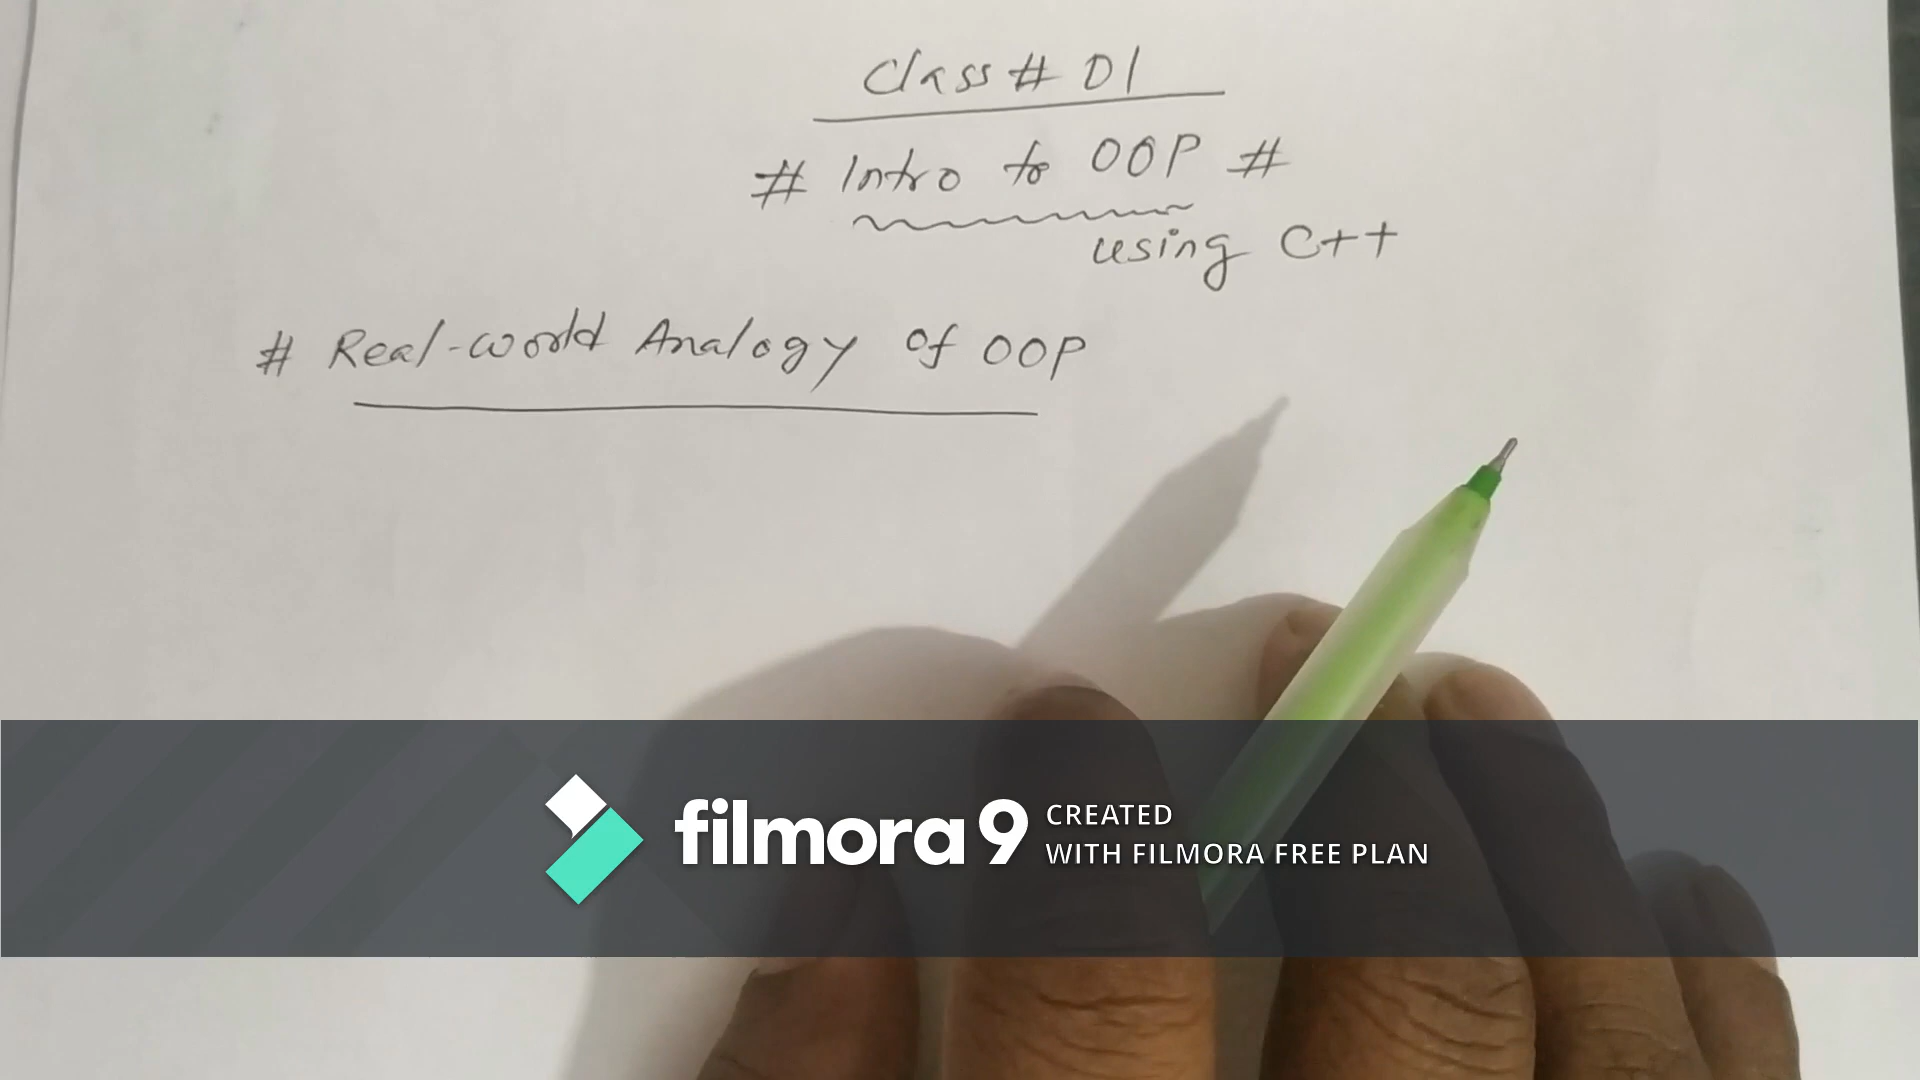 Class # 01
# Intro to OOP #
using C++
# Real-world Analogy of OOP
filmora 9 CREATED
WITH FILMORA FREE PLAN